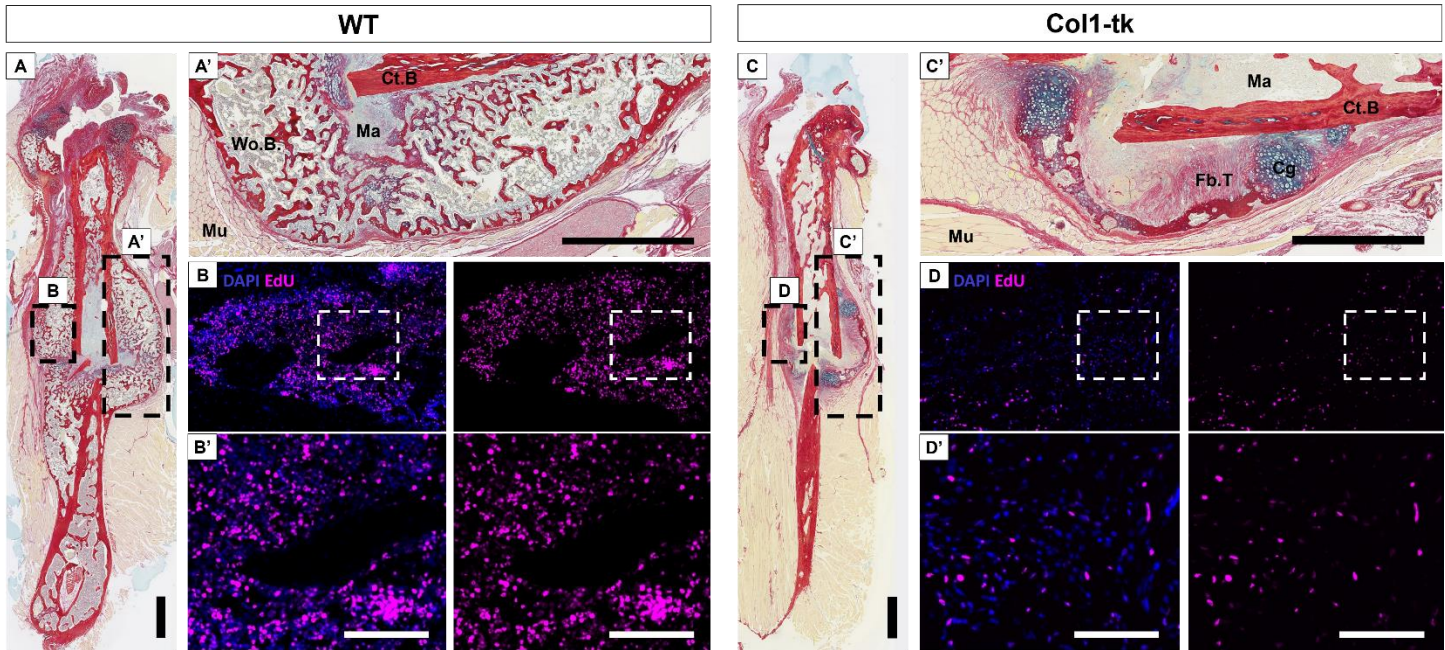 WT
Col1-tk
A
A'
B
A'
Ct.B
Wo.B.
Ma
Mu
B DAPI EdU
B'
C
C'
D
C'
Ma
Ct.B
Fb.T
Cg
Mu
D DAPI EdU
D'